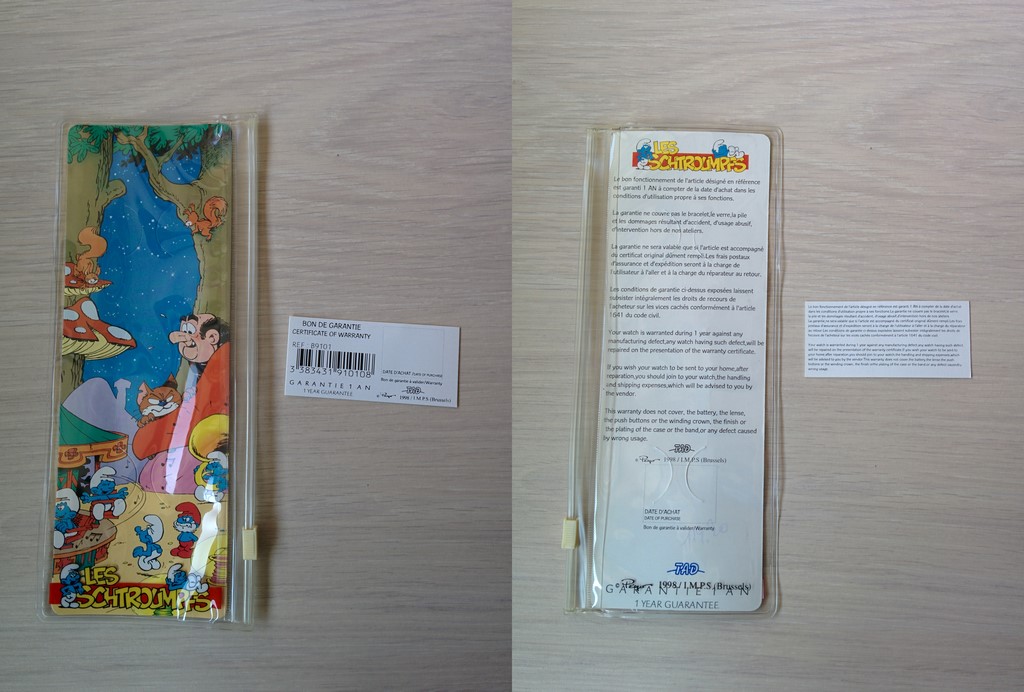 LES
SCHTROUMPFS
BON DE GARANTIE
CERTIFICATE OF WARRANTY
REF : 89101
3 383431 910108
DATE D'ACHAT DATE OF PURCHASE
Bon de garantie à valider/Warranty
GARANTIE 1 AN
1 YEAR GUARANTEE
TAD
© Peyo 1998 / I.M.P.S (Brussels)
LES
SCHTROUMPFS
Le bon fonctionnement de l'article désigné en référence
est garanti 1 AN à compter de la date d'achat dans les
conditions d'utilisation propre à ses fonctions.
La garantie ne couvre pas le bracelet,le verre,la pile
et les dommages résultant d'accident, d'usage abusif,
d'intervention hors de nos ateliers.
La garantie ne sera valable que si l'article est accompagné
du certificat original dûment rempli.Les frais postaux
d'assurance et d'expédition seront à la charge de
l'utilisateur à l'aller et à la charge du réparateur au retour.
Les conditions de garantie ci-dessus exposées laissent
subsister intégralement les droits de recours de
l'acheteur sur les vices cachés conformément à l'article
1641 du code civil.
Your watch is warranted during 1 year against any
manufacturing defect,any watch having such defect,will be
repaired on the presentation of the warranty certificate.
If you wish your watch to be sent to your home,after
reparation,you should join to your watch,the handling
and shipping expenses,which will be advised to you by
the vendor.
This warranty does not cover, the battery, the lense,
the push buttons or the winding crown, the finish or
the plating of the case or the band,or any defect caused
by wrong usage.
TAD
© Peyo 1998 / I.M.P.S (Brussels)
DATE D'ACHAT
DATE OF PURCHASE
Bon de garantie à valider/Warranty
TAD
© Peyo 1998 / I.M.P.S (Brussels)
GARANTIE 1 AN
1 YEAR GUARANTEE